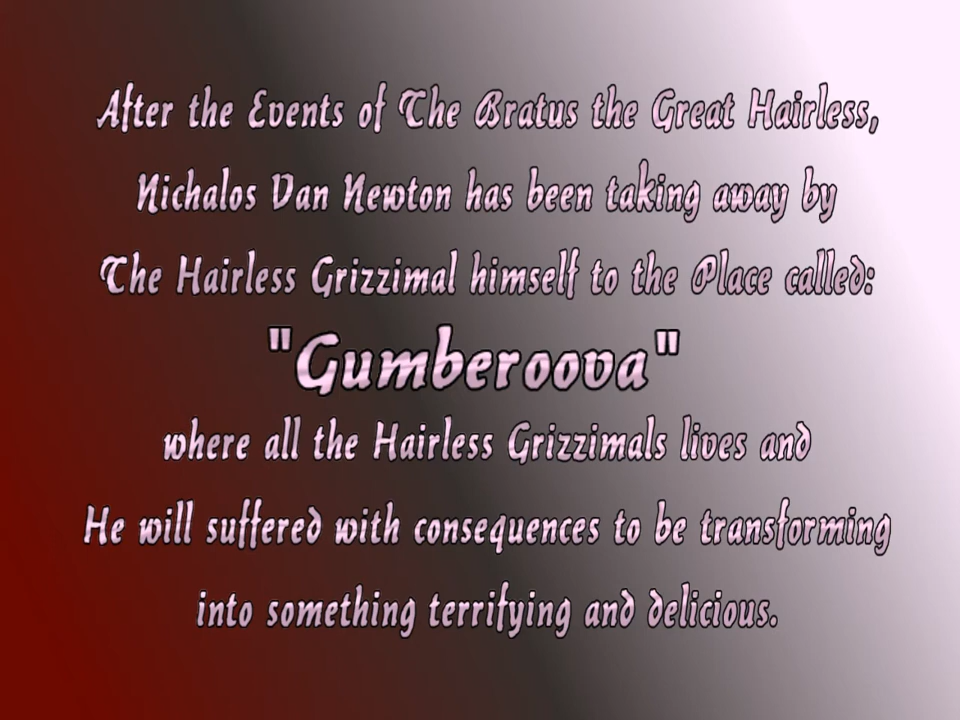 After the Events of The Bratus the Great Hairless,
Nichalos Van Newton has been taking away by
The Hairless Grizzimal himself to the Place called:
"Gumberoova"
where all the Hairless Grizzimals lives and
He will suffered with consequences to be transforming
into something terrifying and delicious.